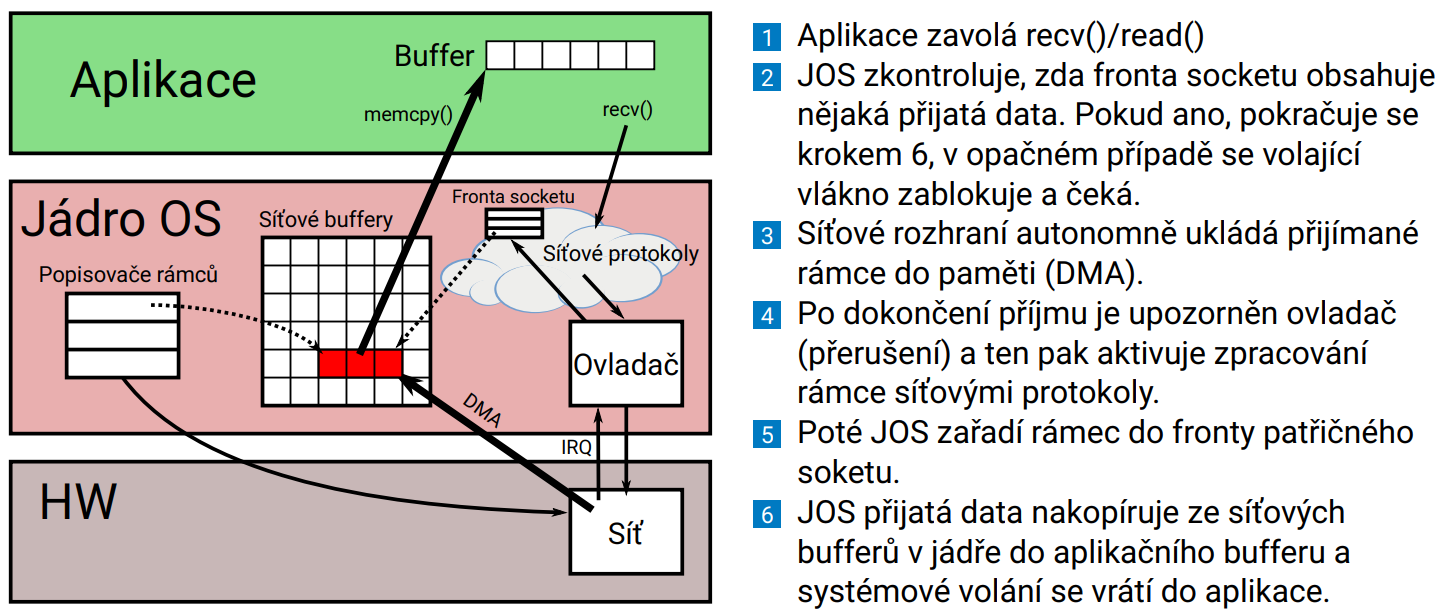 Aplikace
Buffer
memcpy()
recv()
Jádro OS
Síťové buffery
Fronta socketu
Síťové protokoly
Popisovače rámců
Ovladač
DMA
IRQ
HW
Síť
1 Aplikace zavolá recv()/read()
2 JOS zkontroluje, zda fronta socketu obsahuje
nějaká přijatá data. Pokud ano, pokračuje se
krokem 6, v opačném případě se volající
vlákno zablokuje a čeká.
3 Síťové rozhraní autonomně ukládá přijímané
rámce do paměti (DMA).
4 Po dokončení příjmu je upozorněn ovladač
(přerušení) a ten pak aktivuje zpracování
rámce síťovými protokoly.
5 Poté JOS zařadí rámec do fronty patřičného
soketu.
6 JOS přijatá data nakopíruje ze síťových
bufferů v jádře do aplikačního bufferu a
systémové volání se vrátí do aplikace.